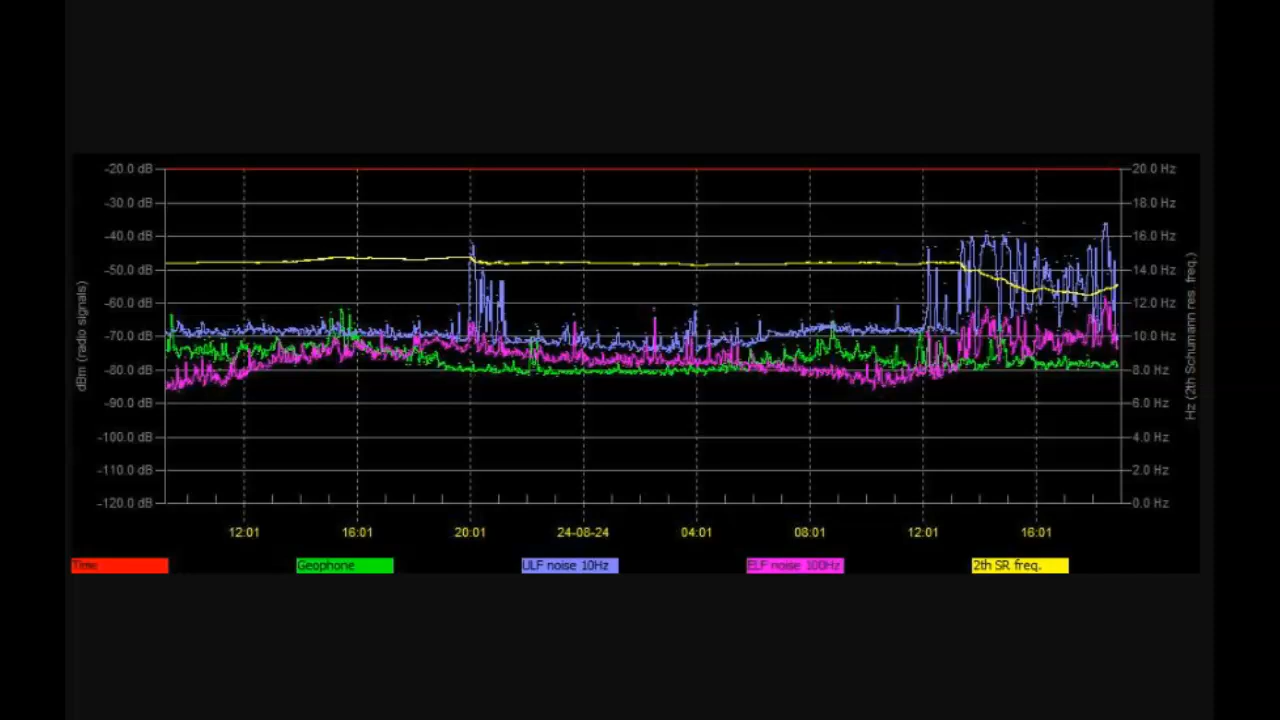 -20.0 dB 20.0 Hz
-30.0 dB 18.0 Hz
-40.0 dB 16.0 Hz
-50.0 dB 14.0 Hz
-60.0 dB 12.0 Hz
-70.0 dB 10.0 Hz
-80.0 dB 8.0 Hz
-90.0 dB 6.0 Hz
-100.0 dB 4.0 Hz
-110.0 dB 2.0 Hz
-120.0 dB 0.0 Hz
dBm (radio signals)
Hz (2th Schumann res. freq.)
12:01 16:01 20:01 24-08-24 04:01 08:01 12:01 16:01
Time Geophone ULF noise 10Hz ELF noise 100Hz 2th SR freq.